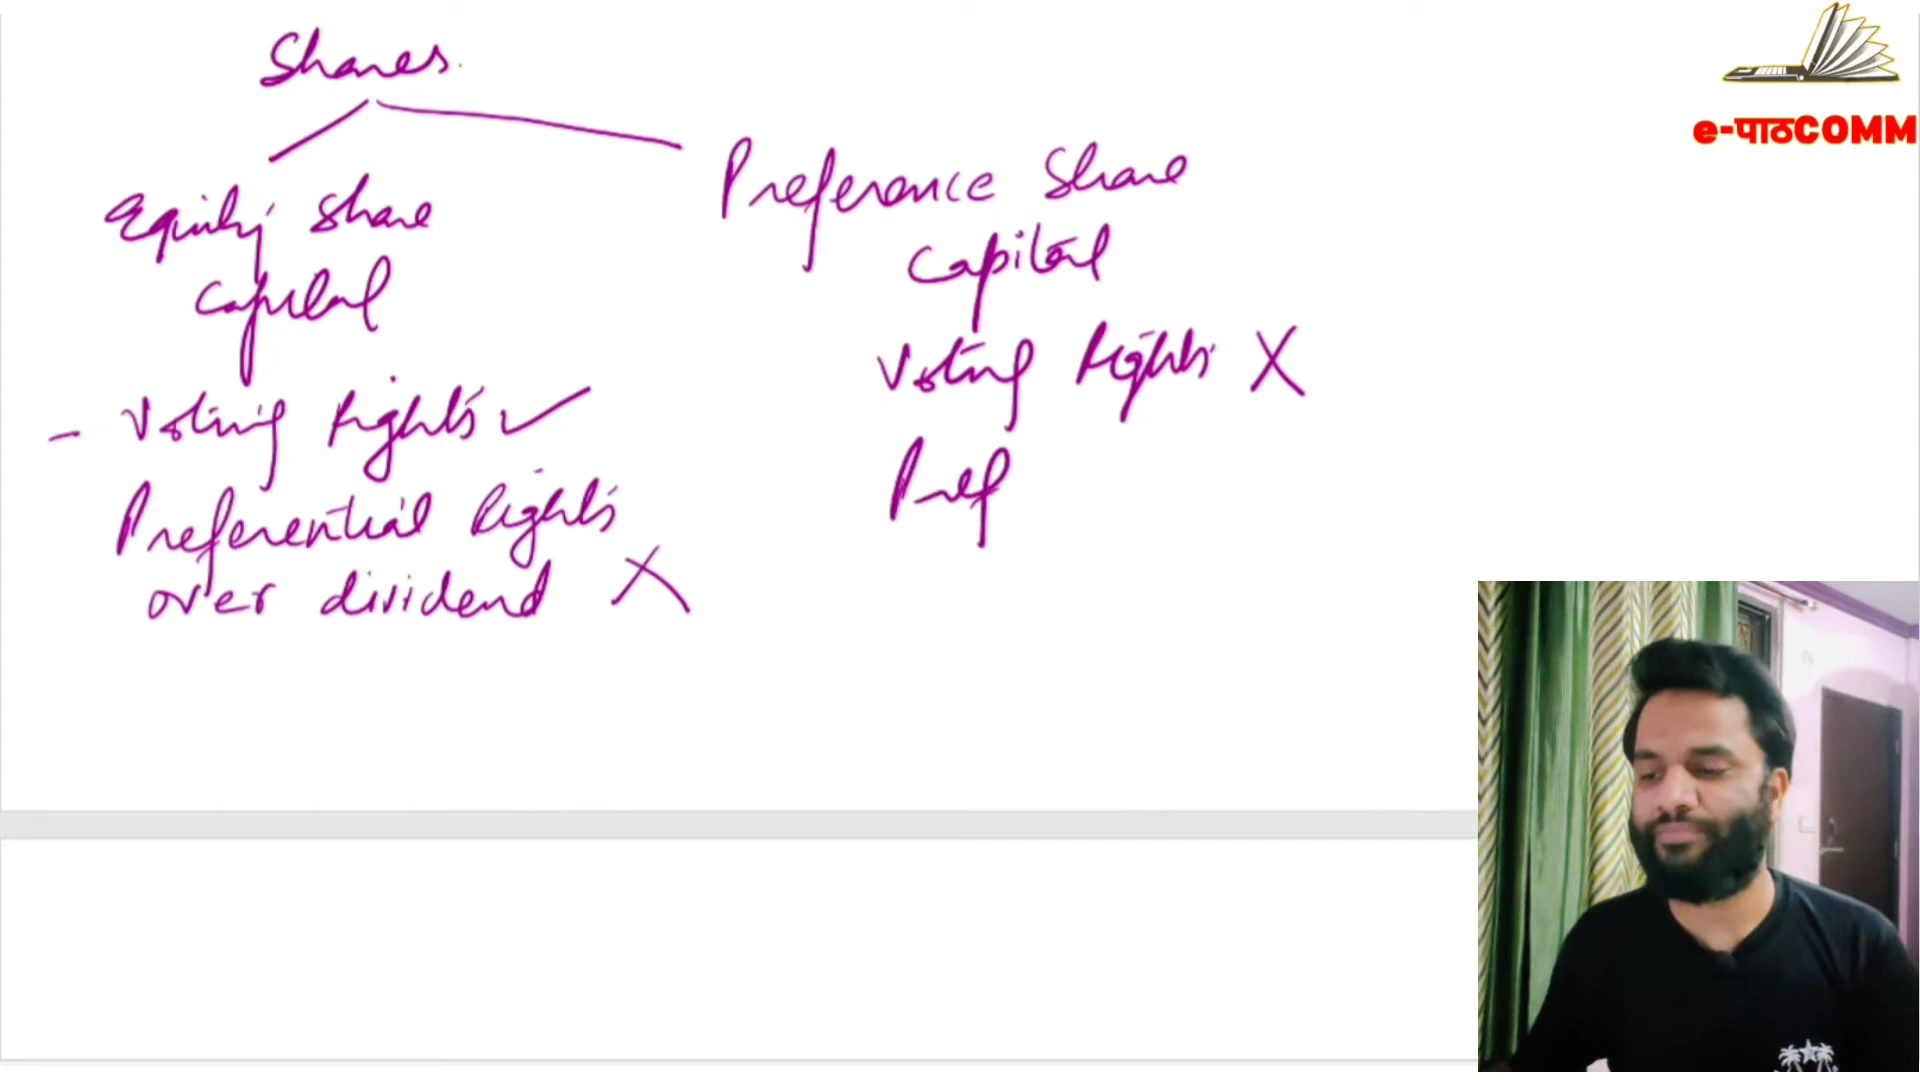 Shares
Equity Share
Capital
- Voting Rights ✓
Preferential Rights
over dividend X
Preference Share
Capital
Voting Rights X
Pref
e-पाठCOMM